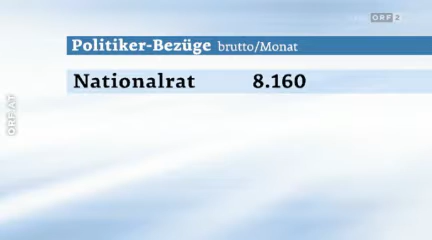 ORF 2
Politiker-Bezüge brutto/Monat
Nationalrat 8.160
ORF.AT